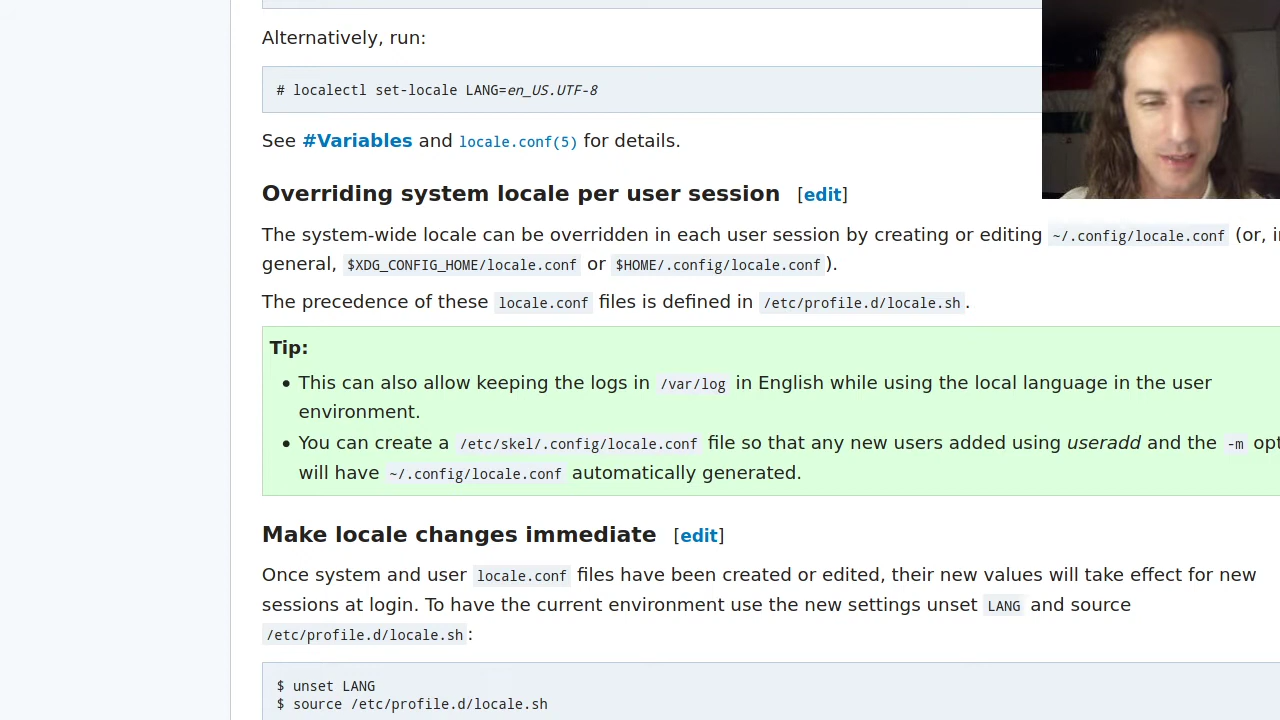 Alternatively, run:
# localectl set-locale LANG=en_US.UTF-8
See #Variables and locale.conf(5) for details.
Overriding system locale per user session [edit]
The system-wide locale can be overridden in each user session by creating or editing ~/.config/locale.conf (or, in
general, $XDG_CONFIG_HOME/locale.conf or $HOME/.config/locale.conf).
The precedence of these locale.conf files is defined in /etc/profile.d/locale.sh.
Tip:
• This can also allow keeping the logs in /var/log in English while using the local language in the user
environment.
• You can create a /etc/skel/.config/locale.conf file so that any new users added using useradd and the -m
will have ~/.config/locale.conf automatically generated.
Make locale changes immediate [edit]
Once system and user locale.conf files have been created or edited, their new values will take effect for new
sessions at login. To have the current environment use the new settings unset LANG and source
/etc/profile.d/locale.sh:
$ unset LANG
$ source /etc/profile.d/locale.sh